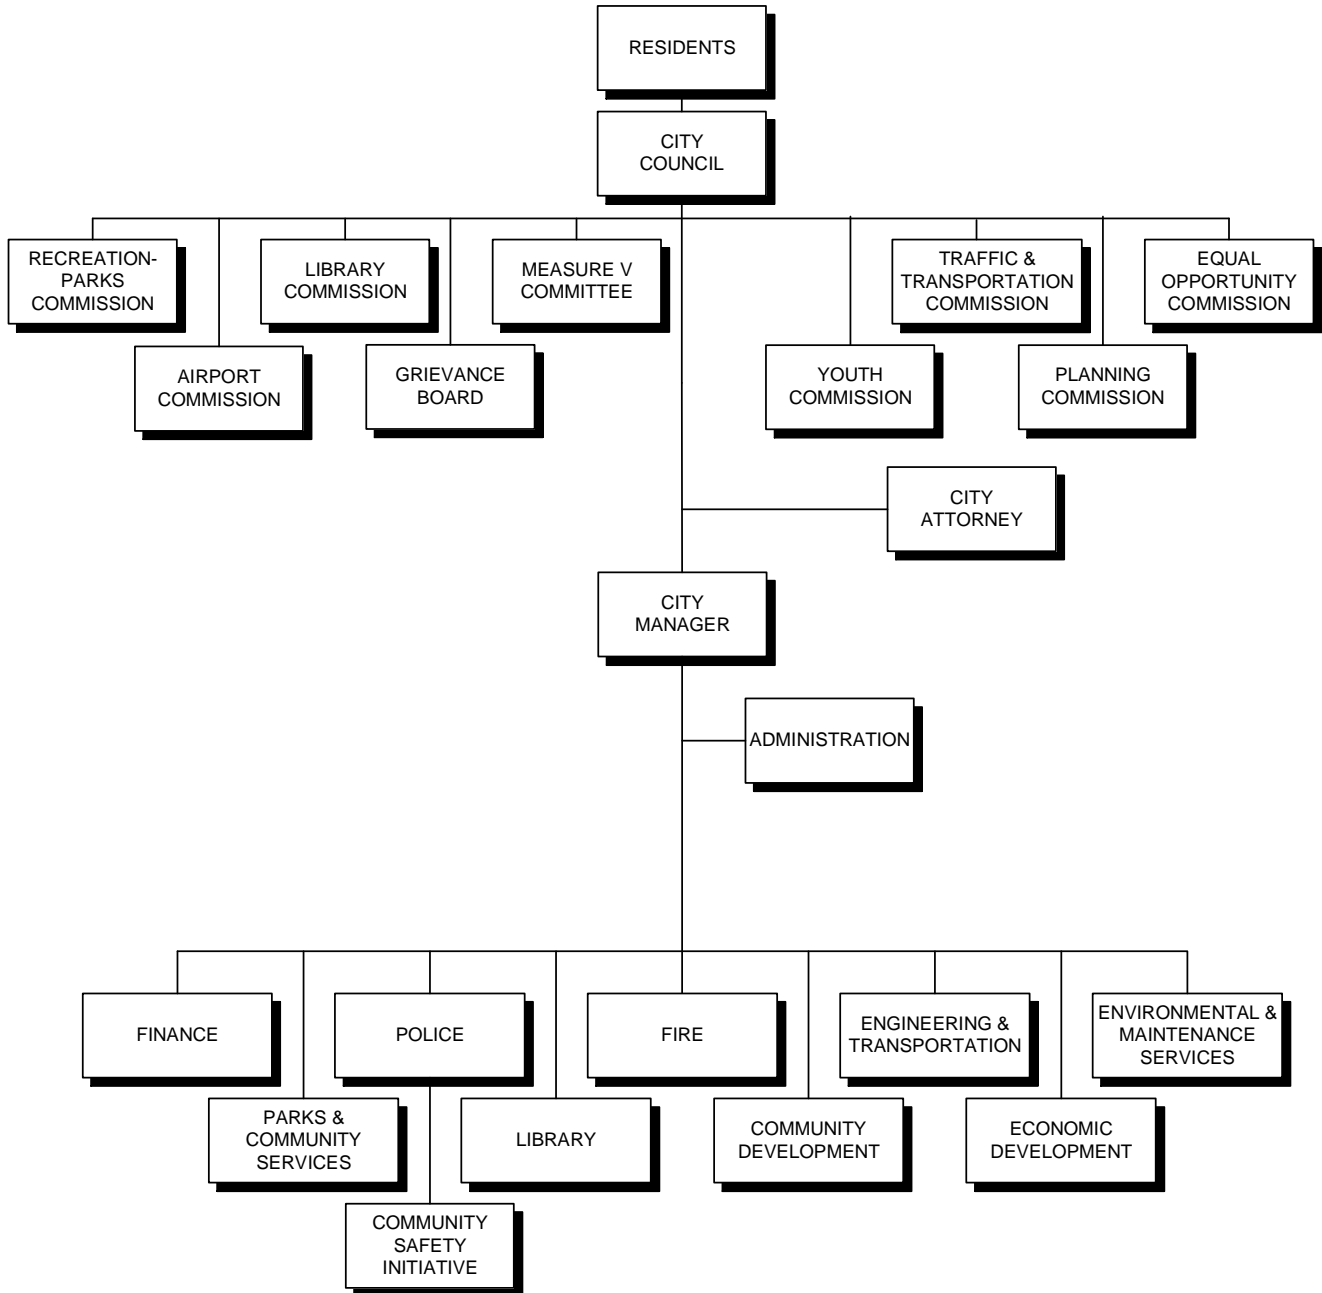 RESIDENTS
CITY
COUNCIL
RECREATION-
PARKS
COMMISSION
LIBRARY
COMMISSION
MEASURE V
COMMITTEE
TRAFFIC &
TRANSPORTATION
COMMISSION
EQUAL
OPPORTUNITY
COMMISSION
AIRPORT
COMMISSION
GRIEVANCE
BOARD
YOUTH
COMMISSION
PLANNING
COMMISSION
CITY
ATTORNEY
CITY
MANAGER
ADMINISTRATION
FINANCE
POLICE
FIRE
ENGINEERING &
TRANSPORTATION
ENVIRONMENTAL &
MAINTENANCE
SERVICES
PARKS &
COMMUNITY
SERVICES
LIBRARY
COMMUNITY
DEVELOPMENT
ECONOMIC
DEVELOPMENT
COMMUNITY
SAFETY
INITIATIVE